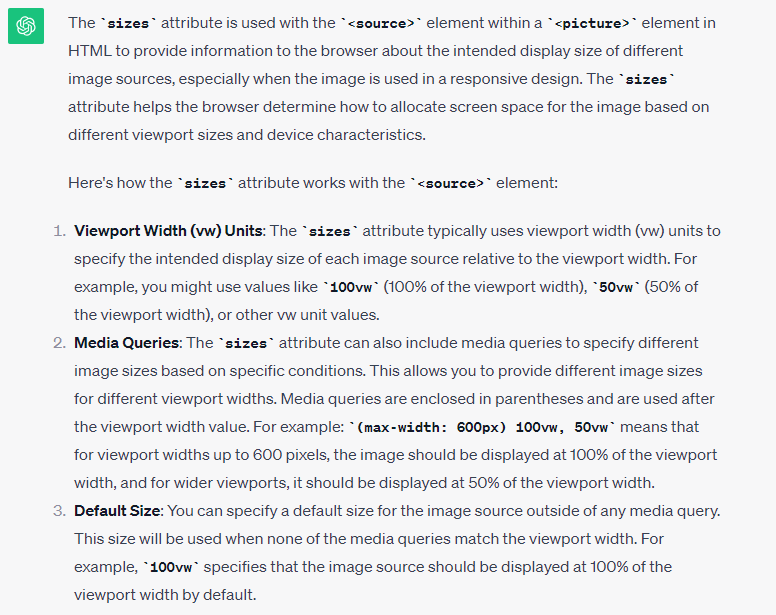 The `sizes` attribute is used with the `<source>` element within a `<picture>` element in
HTML to provide information to the browser about the intended display size of different
image sources, especially when the image is used in a responsive design. The `sizes`
attribute helps the browser determine how to allocate screen space for the image based on
different viewport sizes and device characteristics.
Here's how the `sizes` attribute works with the `<source>` element:
1. Viewport Width (vw) Units: The `sizes` attribute typically uses viewport width (vw) units to
specify the intended display size of each image source relative to the viewport width. For
example, you might use values like `100vw` (100% of the viewport width), `50vw` (50% of
the viewport width), or other vw unit values.
2. Media Queries: The `sizes` attribute can also include media queries to specify different
image sizes based on specific conditions. This allows you to provide different image sizes
for different viewport widths. Media queries are enclosed in parentheses and are used after
the viewport width value. For example: `(max-width: 600px) 100vw, 50vw` means that
for viewport widths up to 600 pixels, the image should be displayed at 100% of the viewport
width, and for wider viewports, it should be displayed at 50% of the viewport width.
3. Default Size: You can specify a default size for the image source outside of any media query.
This size will be used when none of the media queries match the viewport width. For
example, `100vw` specifies that the image source should be displayed at 100% of the
viewport width by default.